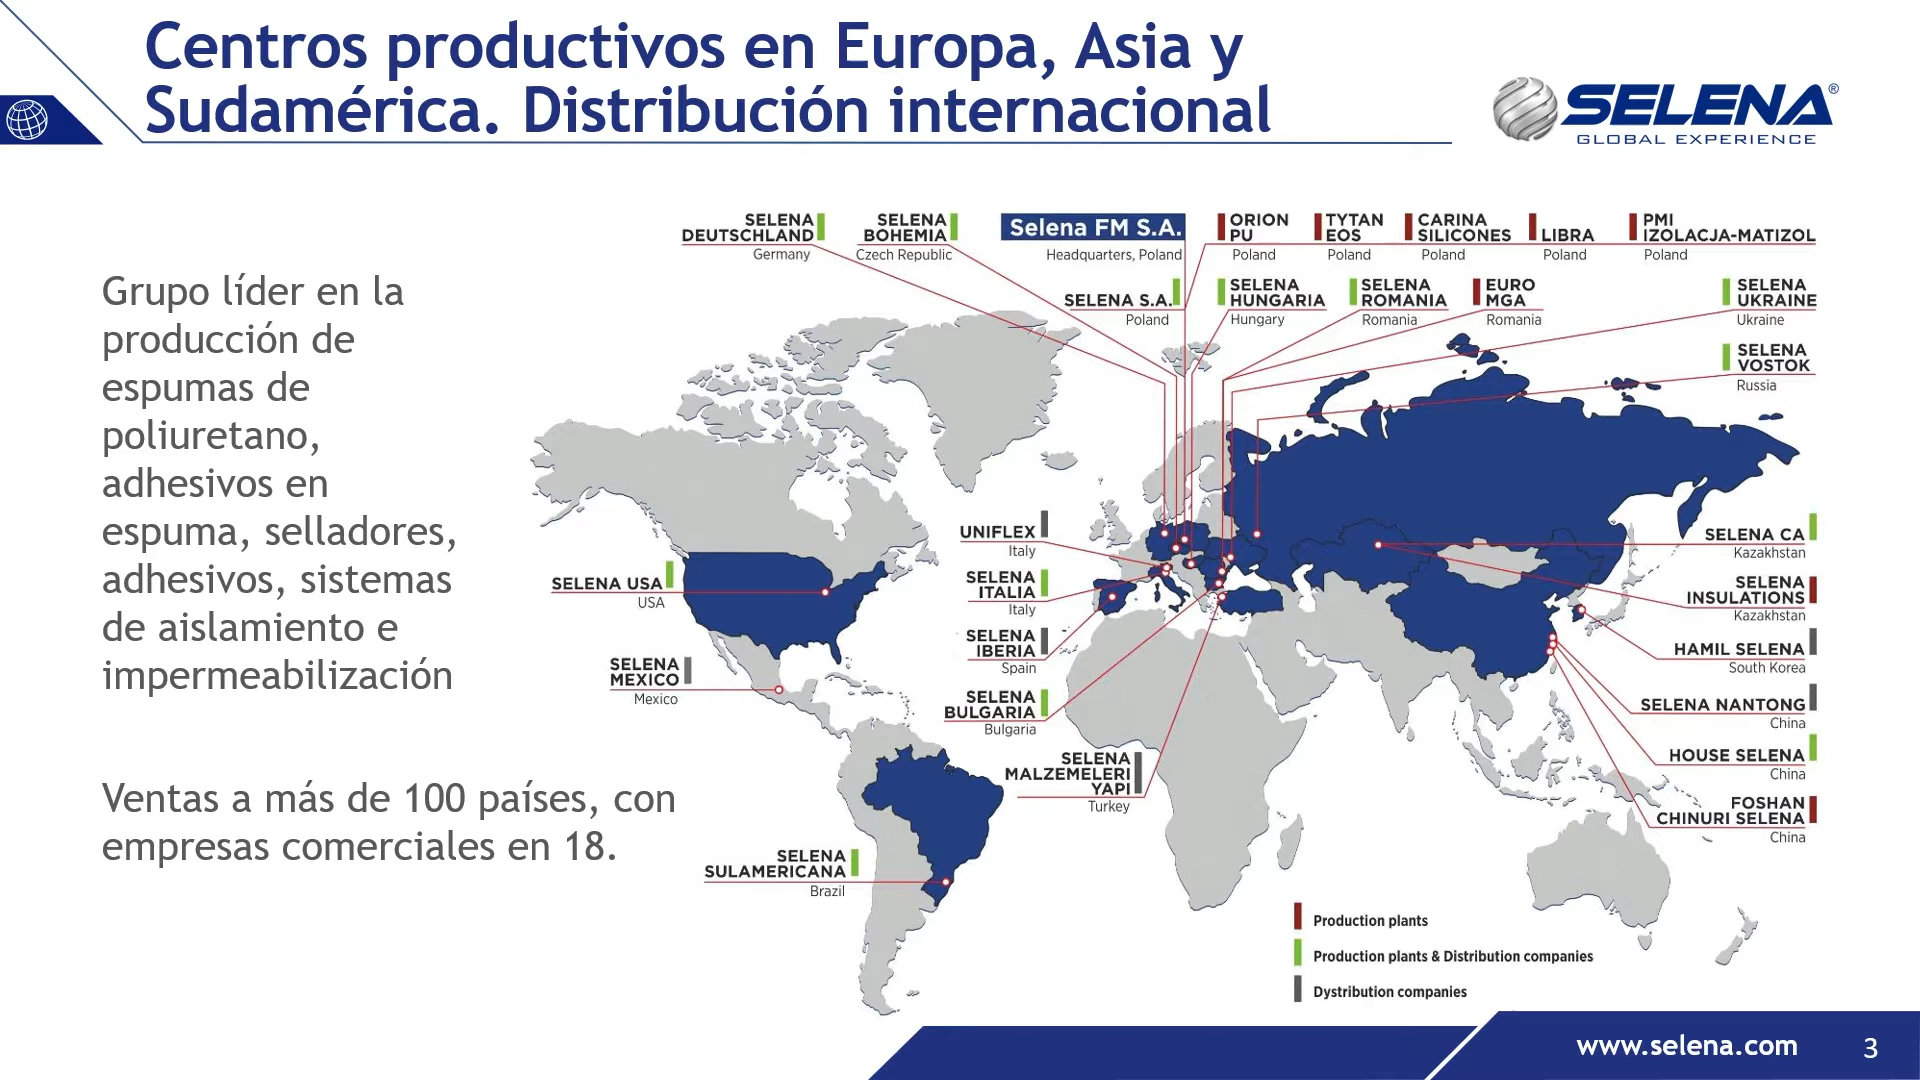 Centros productivos en Europa, Asia y
Sudamérica. Distribución internacional
SELENA®
GLOBAL EXPERIENCE
Grupo líder en la
producción de
espumas de
poliuretano,
adhesivos en
espuma, selladores,
adhesivos, sistemas
de aislamiento e
impermeabilización
Ventas a más de 100 países, con
empresas comerciales en 18.
SELENA
DEUTSCHLAND
Germany
SELENA
BOHEMIA
Czech Republic
Selena FM S.A.
Headquarters, Poland
ORION
PU
Poland
TYTAN
EOS
Poland
CARINA
SILICONES
Poland
LIBRA
Poland
PMI
IZOLACJA-MATIZOL
Poland
SELENA S.A.
Poland
SELENA
HUNGARIA
Hungary
SELENA
ROMANIA
Romania
EURO
MGA
Romania
SELENA
UKRAINE
Ukraine
SELENA
VOSTOK
Russia
UNIFLEX
Italy
SELENA
ITALIA
Italy
SELENA
IBERIA
Spain
SELENA
BULGARIA
Bulgaria
SELENA
MALZEMELERI
YAPI
Turkey
SELENA USA
USA
SELENA
MEXICO
Mexico
SELENA
SULAMERICANA
Brazil
SELENA CA
Kazakhstan
SELENA
INSULATIONS
Kazakhstan
HAMIL SELENA
South Korea
SELENA NANTONG
China
HOUSE SELENA
China
FOSHAN
CHINURI SELENA
China
Production plants
Production plants & Distribution companies
Dystribution companies
www.selena.com
3